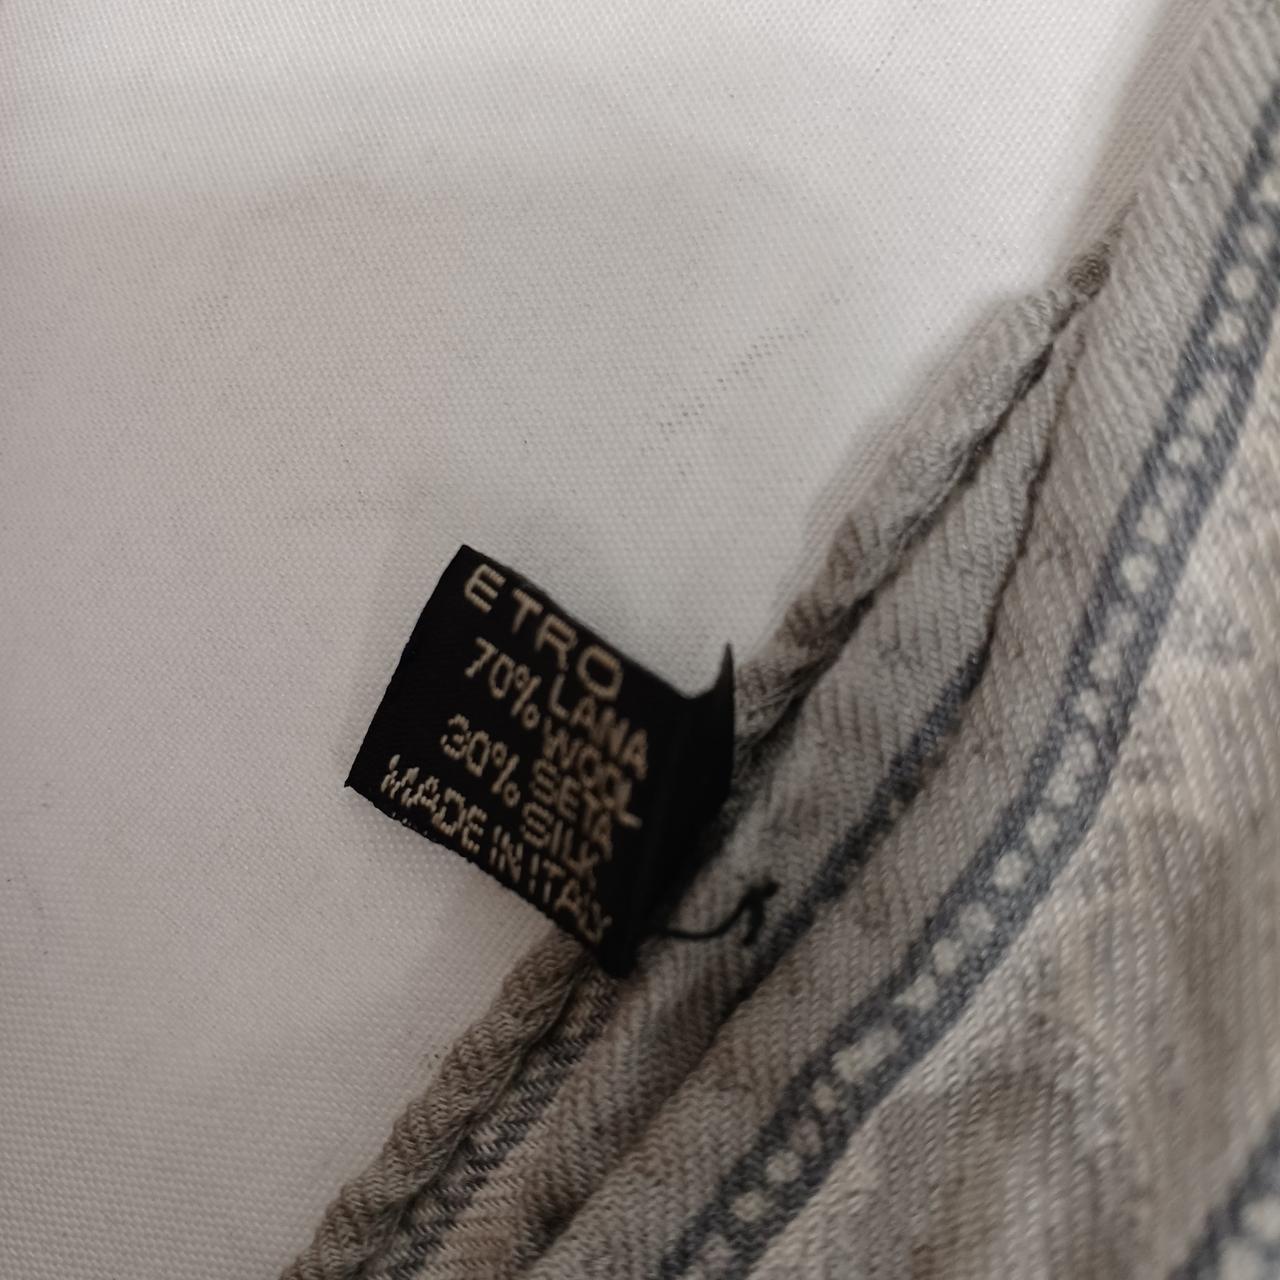 ETRO
70% LANA
WOOL
30% SETA
SILK
MADE IN ITALY